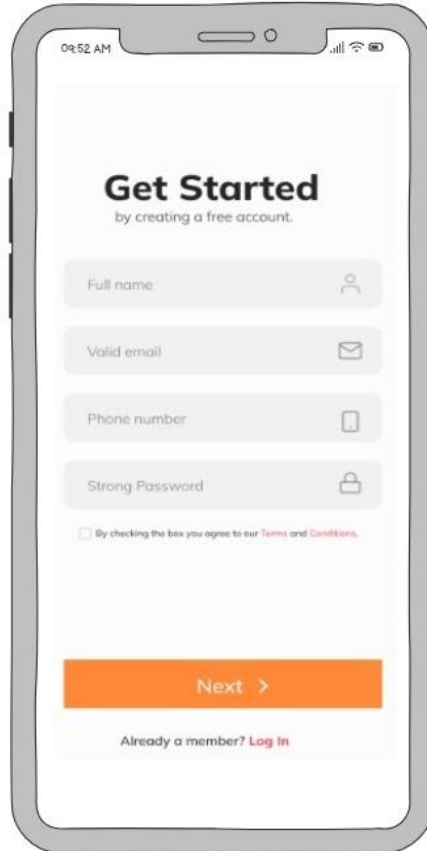 09:52 AM
Get Started
by creating a free account.
Full name
Valid email
Phone number
Strong Password
By checking the box you agree to our Terms and Conditions.
Next >
Already a member? Log In